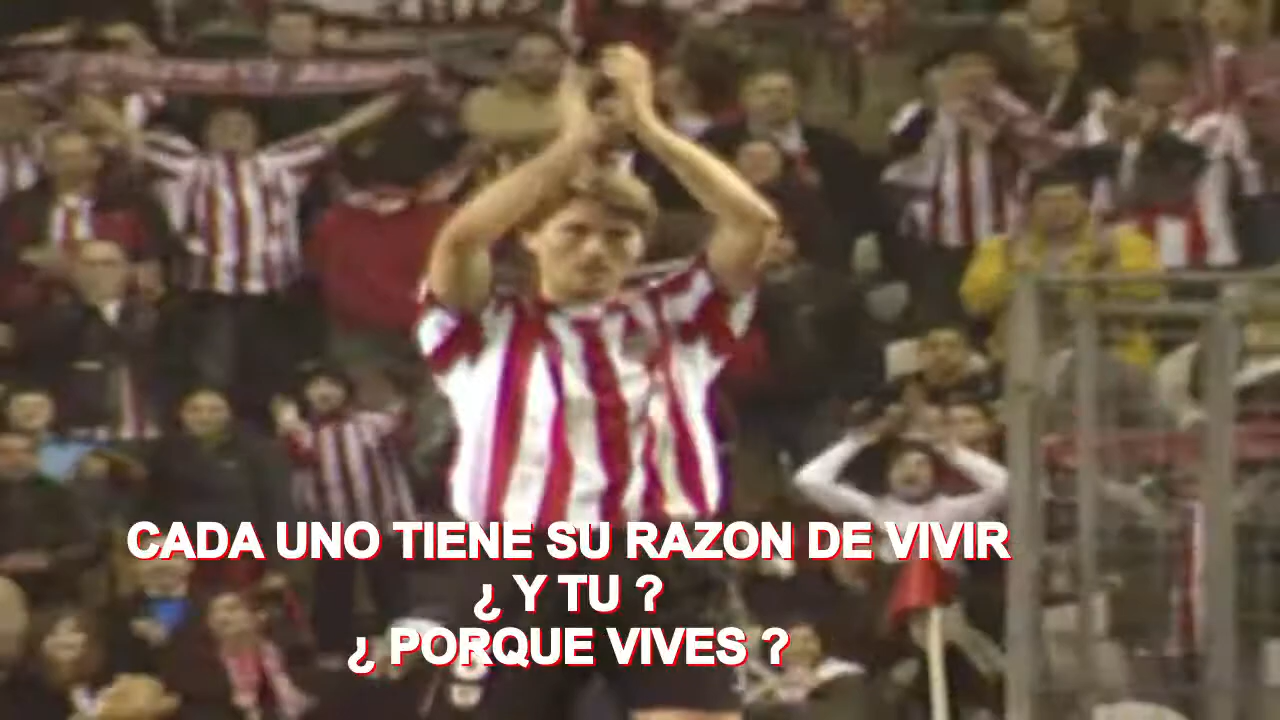 CADA UNO TIENE SU RAZON DE VIVIR
¿ Y TU ?
¿ PORQUE VIVES ?